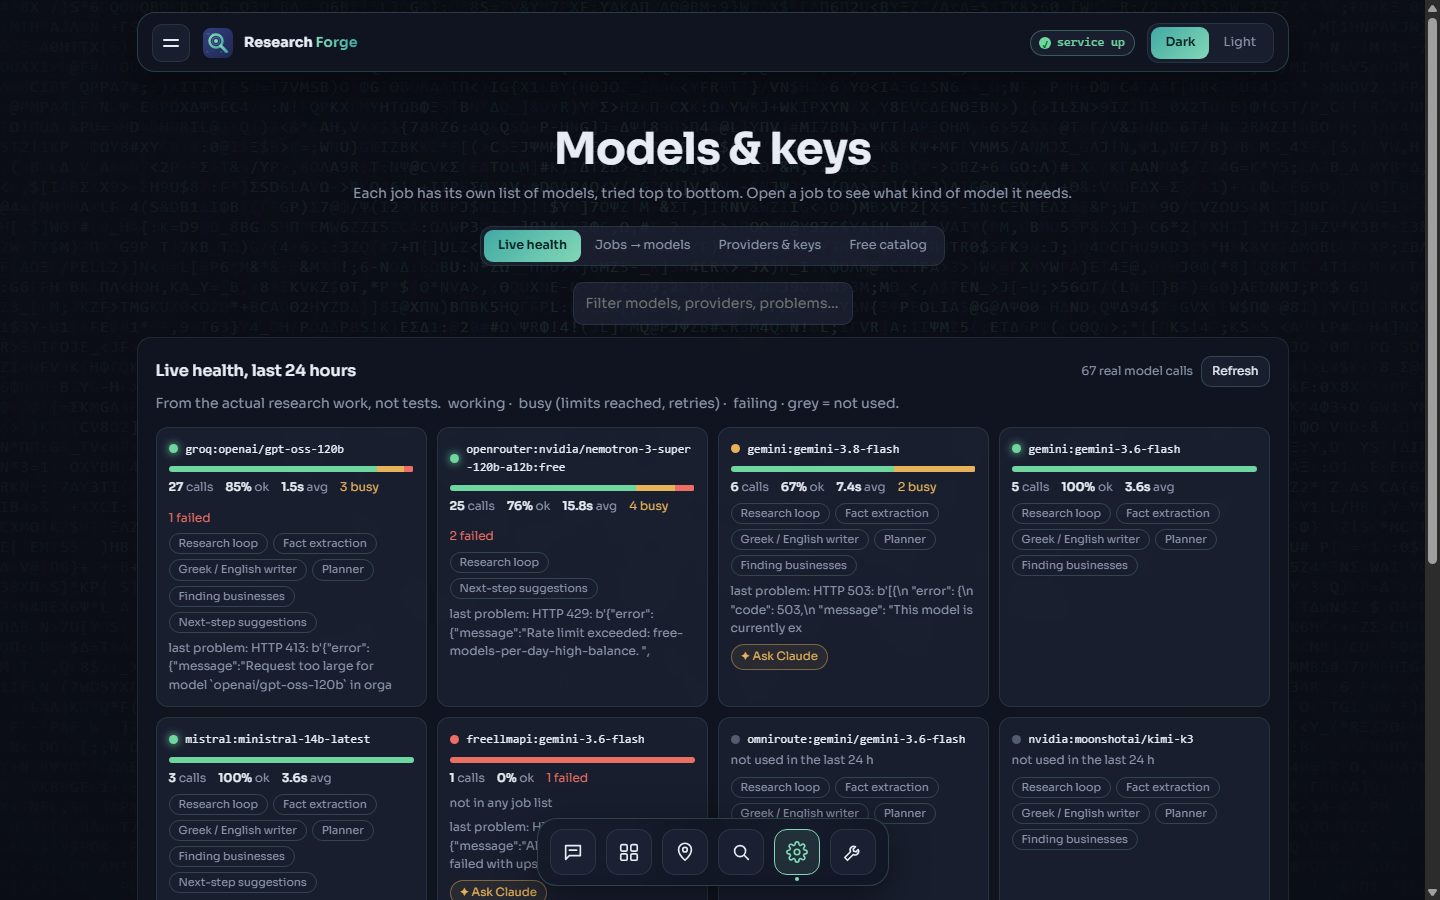 Research Forge
service up
Dark
Light
Models & keys
Each job has its own list of models, tried top to bottom. Open a job to see what kind of model it needs.
Live health
Jobs → models
Providers & keys
Free catalog
Filter models, providers, problems...
Live health, last 24 hours
67 real model calls
Refresh
From the actual research work, not tests. working · busy (limits reached, retries) · failing · grey = not used.
groq:openai/gpt-oss-120b
27 calls 85% ok 1.5s avg 3 busy
1 failed
Research loop
Fact extraction
Greek / English writer
Planner
Finding businesses
Next-step suggestions
last problem: HTTP 413: b'{"error":
{"message":"Request too large for
model `openai/gpt-oss-120b` in orga
openrouter:nvidia/nemotron-3-super
-120b-a12b:free
25 calls 76% ok 15.8s avg 4 busy
2 failed
Research loop
Next-step suggestions
last problem: HTTP 429: b'{"error":
{"message":"Rate limit exceeded: free-
models-per-day-high-balance. ",
gemini:gemini-3.8-flash
6 calls 67% ok 7.4s avg 2 busy
Research loop
Fact extraction
Greek / English writer
Planner
Finding businesses
last problem: HTTP 503: b'[{\n "error": {\n
"code": 503,\n "message": "This model is
currently ex
✦ Ask Claude
gemini:gemini-3.6-flash
5 calls 100% ok 3.6s avg
Research loop
Fact extraction
Greek / English writer
Planner
Finding businesses
mistral:ministral-14b-latest
3 calls 100% ok 3.6s avg
Research loop
Fact extraction
Greek / English writer
Planner
Finding businesses
Next-step suggestions
freellmapi:gemini-3.6-flash
1 calls 0% ok 1 failed
not in any job list
last problem: H
{"message":"Al
failed with ups
✦ Ask Claude
omniroute:gemini/gemini-3.6-flash
not used in the last 24 h
Research loop
Fact extraction
Greek / English writer
Planner
nvidia:moonshotai/kimi-k3
not used in the last 24 h
Research loop
Fact extraction
Greek / English writer
Planner
Finding businesses